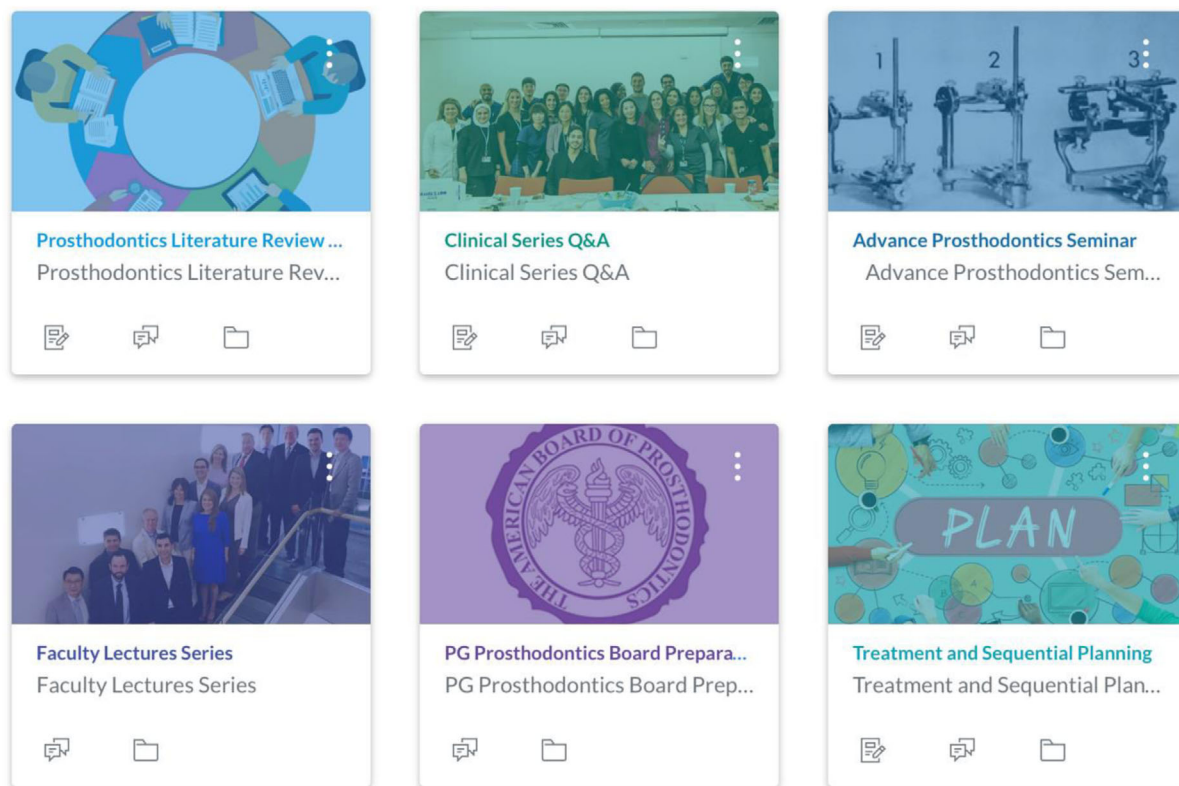 1 2 3
Prosthodontics Literature Review ...
Prosthodontics Literature Rev...
Clinical Series Q&A
Clinical Series Q&A
Advance Prosthodontics Seminar
Advance Prosthodontics Sem...
THE AMERICAN BOARD OF PROSTHODONTICS
PLAN
Faculty Lectures Series
Faculty Lectures Series
PG Prosthodontics Board Prepara...
PG Prosthodontics Board Prep...
Treatment and Sequential Planning
Treatment and Sequential Plan...